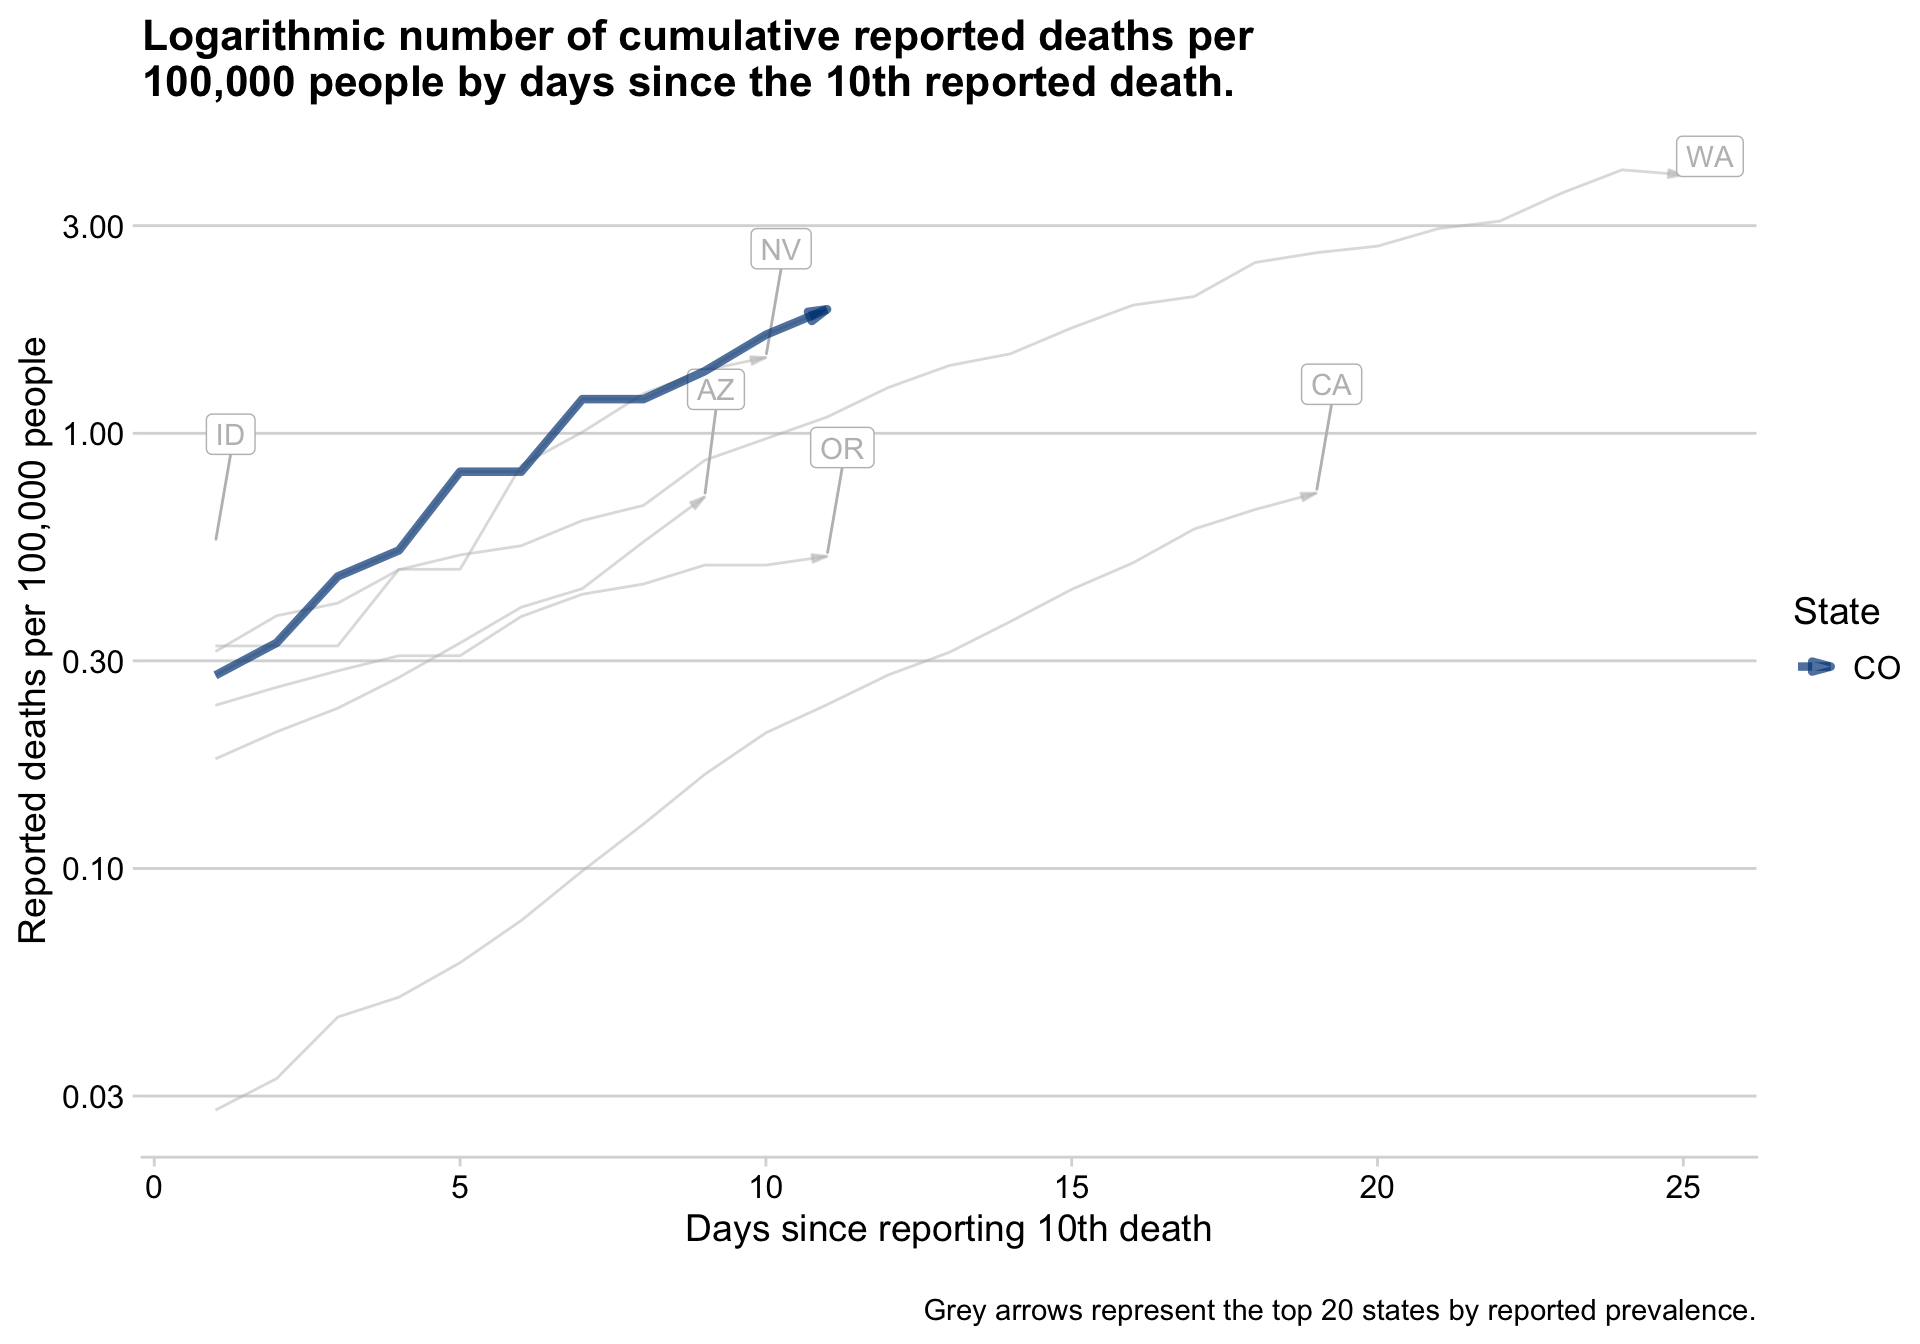 Logarithmic number of cumulative reported deaths per
100,000 people by days since the 10th reported death.
WA
3.00
NV
AZ
CA
ID
1.00
OR
Reported deaths per 100,000 people
State
CO
0.30
0.10
0.03
0 5 10 15 20 25
Days since reporting 10th death
Grey arrows represent the top 20 states by reported prevalence.